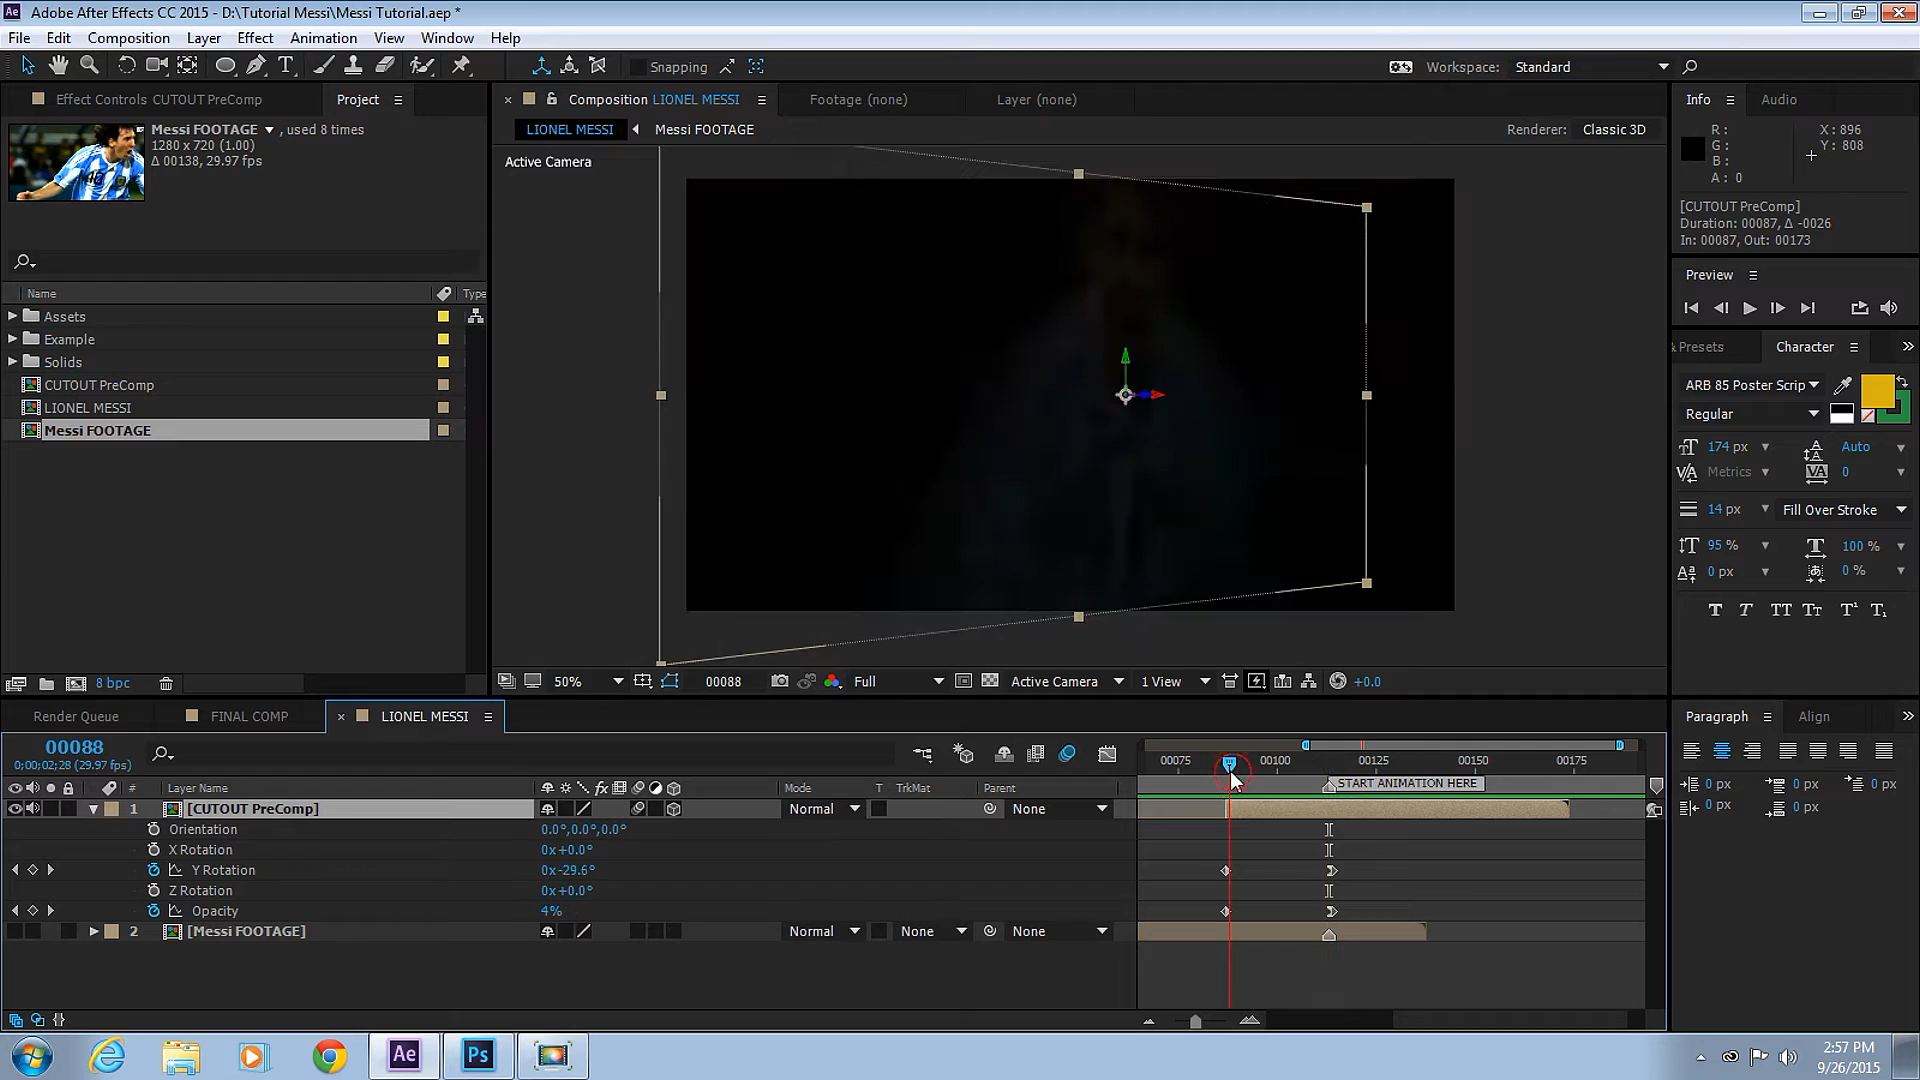 Adobe After Effects CC 2015 - D:\Tutorial Messi\Messi Tutorial.aep *
File Edit Composition Layer Effect Animation View Window Help
Snapping
Workspace: Standard
Effect Controls CUTOUT PreComp
Project
Messi FOOTAGE , used 8 times
1280 x 720 (1.00)
Δ 00138, 29.97 fps
Name Type
Assets
Example
Solids
CUTOUT PreComp
LIONEL MESSI
Messi FOOTAGE
8 bpc
Composition LIONEL MESSI
Footage (none)
Layer (none)
LIONEL MESSI
Messi FOOTAGE
Renderer: Classic 3D
Active Camera
50% 00088 Full Active Camera 1 View +0.0
Info Audio
R: X: 896
G: Y: 808
B:
A: 0
[CUTOUT PreComp]
Duration: 00087, Δ -0026
In: 00087, Out: 00173
Preview
& Presets Character
ARB 85 Poster Scrip
Regular
174 px Auto
Metrics 0
14 px Fill Over Stroke
95 % 100 %
0 px 0 %
T T TT Tt T¹ T₁
Render Queue
FINAL COMP
LIONEL MESSI
00088
0;00;02;28 (29.97 fps)
# Layer Name Mode T TrkMat Parent
00075 00100 00125 00150 00175
START ANIMATION HERE
1 [CUTOUT PreComp] Normal None
Orientation 0.0°,0.0°,0.0°
X Rotation 0x+0.0°
Y Rotation 0x-29.6°
Z Rotation 0x+0.0°
Opacity 4%
2 [Messi FOOTAGE] Normal None None
Paragraph Align
0 px 0 px 0 px
0 px 0 px
Ae Ps
2:57 PM
9/26/2015